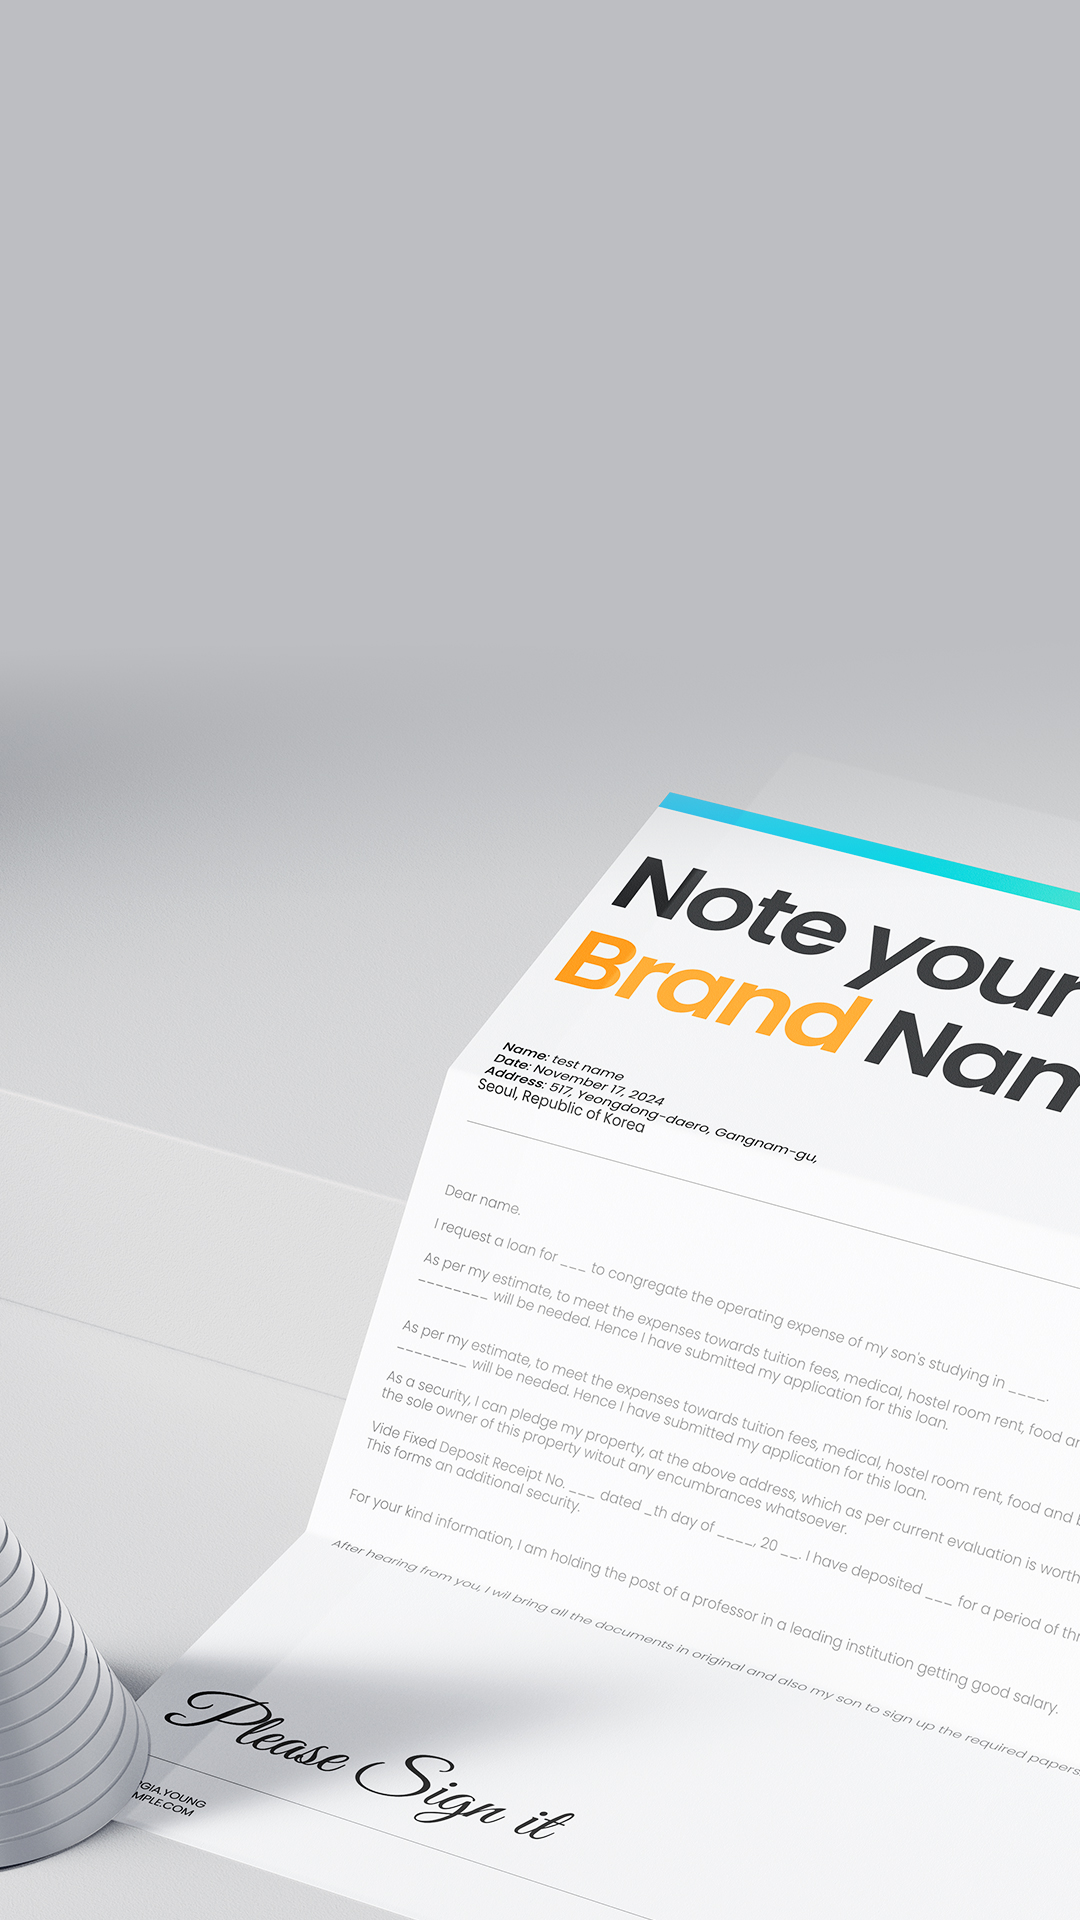 Note your
Brand Nam
Name: test name
Date: November 17, 2024
Address: 517, Yeongdong-daero, Gangnam-gu,
Seoul, Republic of Korea
Dear name.
I request a loan for ___ to congregate the operating expense of my son's studying in ____.
As per my estimate, to meet the expenses towards tuition fees, medical, hostel room rent, food an
________ will be needed. Hence I have submitted my application for this loan.
As per my estimate, to meet the expenses towards tuition fees, medical, hostel room rent, food and b
________ will be needed. Hence I have submitted my application for this loan.
As a security, I can pledge my property, at the above address, which as per current evaluation is worth
the sole owner of this property witout any encumbrances whatsoever.
Vide Fixed Deposit Receipt No. ___ dated _th day of ____, 20 __. I have deposited ___ for a period of thr
This forms an additional security.
For your kind information, I am holding the post of a professor in a leading institution getting good salary.
After hearing from you, I wil bring all the documents in original and also my son to sign up the required papers
Please Sign it
GIA.YOUNG
MPLE.COM